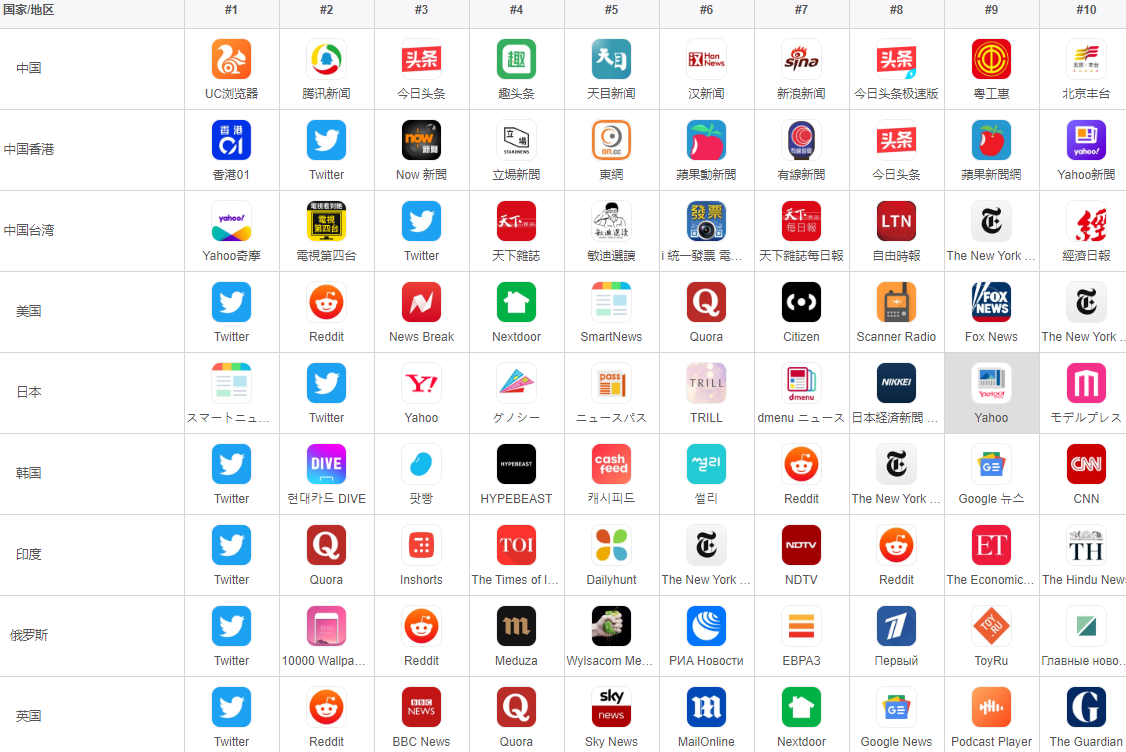 国家/地区 #1 #2 #3 #4 #5 #6 #7 #8 #9 #10
中国 UC浏览器 腾讯新闻 今日头条 趣头条 天目新闻 汉新闻 新浪新闻 今日头条极速版 粤工惠 北京丰台
中国香港 香港01 Twitter Now 新聞 立場新聞 東網 蘋果動新聞 有線新聞 今日头条 蘋果新聞網 Yahoo新聞
中国台湾 Yahoo奇摩 電視第四台 Twitter 天下雜誌 敏迪選讀 i 統一發票 電... 天下雜誌每日報 自由時報 The New York ... 經濟日報
美国 Twitter Reddit News Break Nextdoor SmartNews Quora Citizen Scanner Radio Fox News The New York ...
日本 スマートニュ... Twitter Yahoo グノシー ニュースパス TRILL dmenu ニュース 日本経済新聞 ... Yahoo モデルプレス
韩国 Twitter 현대카드 DIVE 팟빵 HYPEBEAST 캐시피드 썰리 Reddit The New York ... Google 뉴스 CNN
印度 Twitter Quora Inshorts The Times of I... Dailyhunt The New York ... NDTV Reddit The Economic... The Hindu News
俄罗斯 Twitter 10000 Wallpa... Reddit Meduza Wylsacom Me... РИА Новости ЕВРАЗ Первый ToyRu Главные ново...
英国 Twitter Reddit BBC News Quora Sky News MailOnline Nextdoor Google News Podcast Player The Guardian